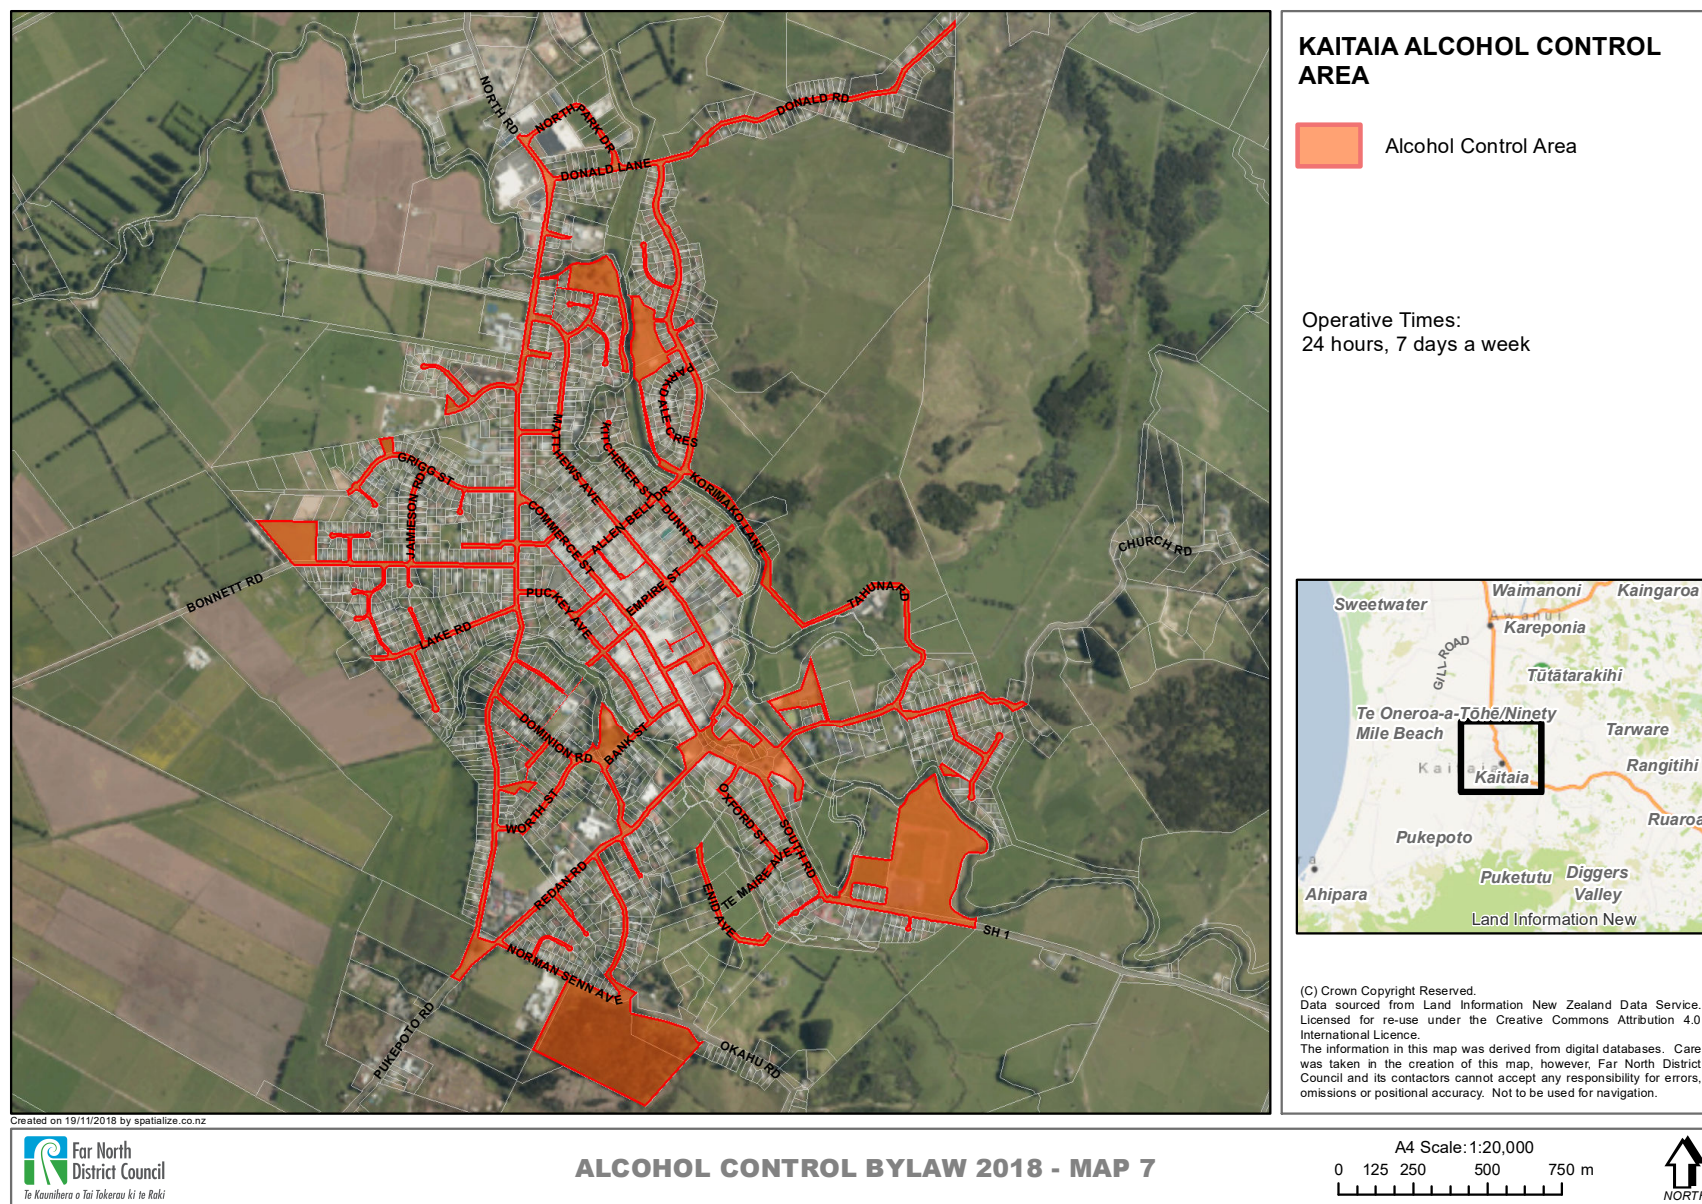 KAITAIA ALCOHOL CONTROL
AREA
Alcohol Control Area
Operative Times:
24 hours, 7 days a week
NORTH RD
NORTH PARK DR
DONALD RD
DONALD LANE
PARKDALE CRES
MATTHEWS AVE
KITCHENER ST
GRIGG ST
JAMIESON RD
KORIMAKO LANE
COMMERCE ST
ALLEN BELL DR
DUNN ST
CHURCH RD
BONNETT RD
PUCKEY AVE
EMPIRE ST
TAHUNA RD
LAKE RD
DOMINION RD
BANK ST
WORTH ST
OXFORD ST
SOUTH RD
TE MAIRE AVE
REDAN RD
ENID AVE
SH 1
NORMAN SENN AVE
PUKEPOTO RD
OKAHU RD
Sweetwater
Waimanoni
Kaingaroa
Awanui
Kareponia
GILL ROAD
Tūtātarakihi
Te Oneroa-a-Tōhē/Ninety
Mile Beach
Tarware
Kaitaia
Kaitaia
Rangitihi
Ruaroa
Pukepoto
Puketutu
Diggers
Valley
Ahipara
Land Information New
(C) Crown Copyright Reserved.
Data sourced from Land Information New Zealand Data Service.
Licensed for re-use under the Creative Commons Attribution 4.0
International Licence.
The information in this map was derived from digital databases. Care
was taken in the creation of this map, however, Far North District
Council and its contactors cannot accept any responsibility for errors,
omissions or positional accuracy. Not to be used for navigation.
Created on 19/11/2018 by spatialize.co.nz
Far North
District Council
Te Kaunihera o Tai Tokerau ki te Raki
ALCOHOL CONTROL BYLAW 2018 - MAP 7
A4 Scale:1:20,000
0 125 250 500 750 m
NORTH